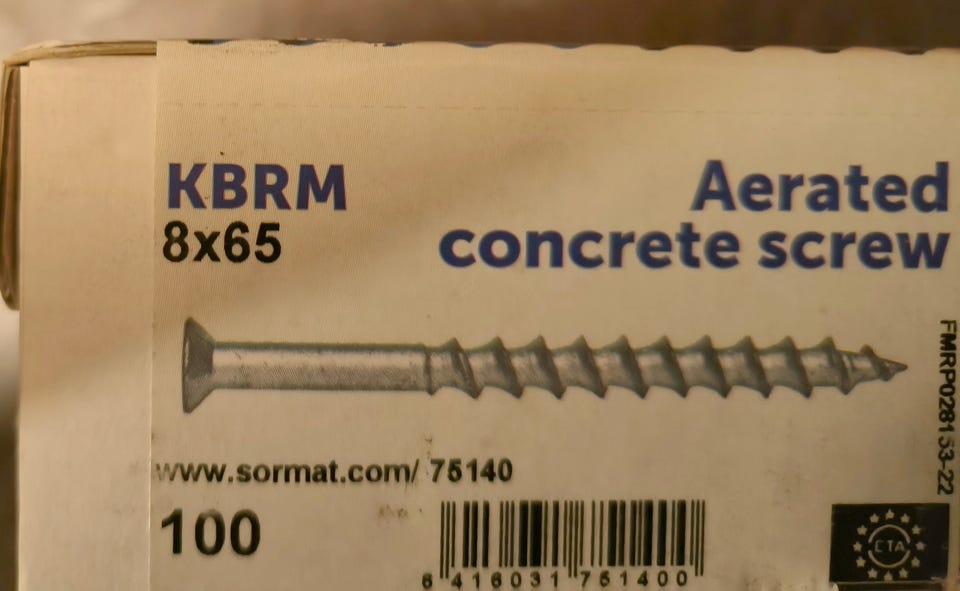 KBRM
8x65
Aerated
concrete screw
www.sormat.com/ 75140
100
6 416031 751400
FMRP028153-22
ETA